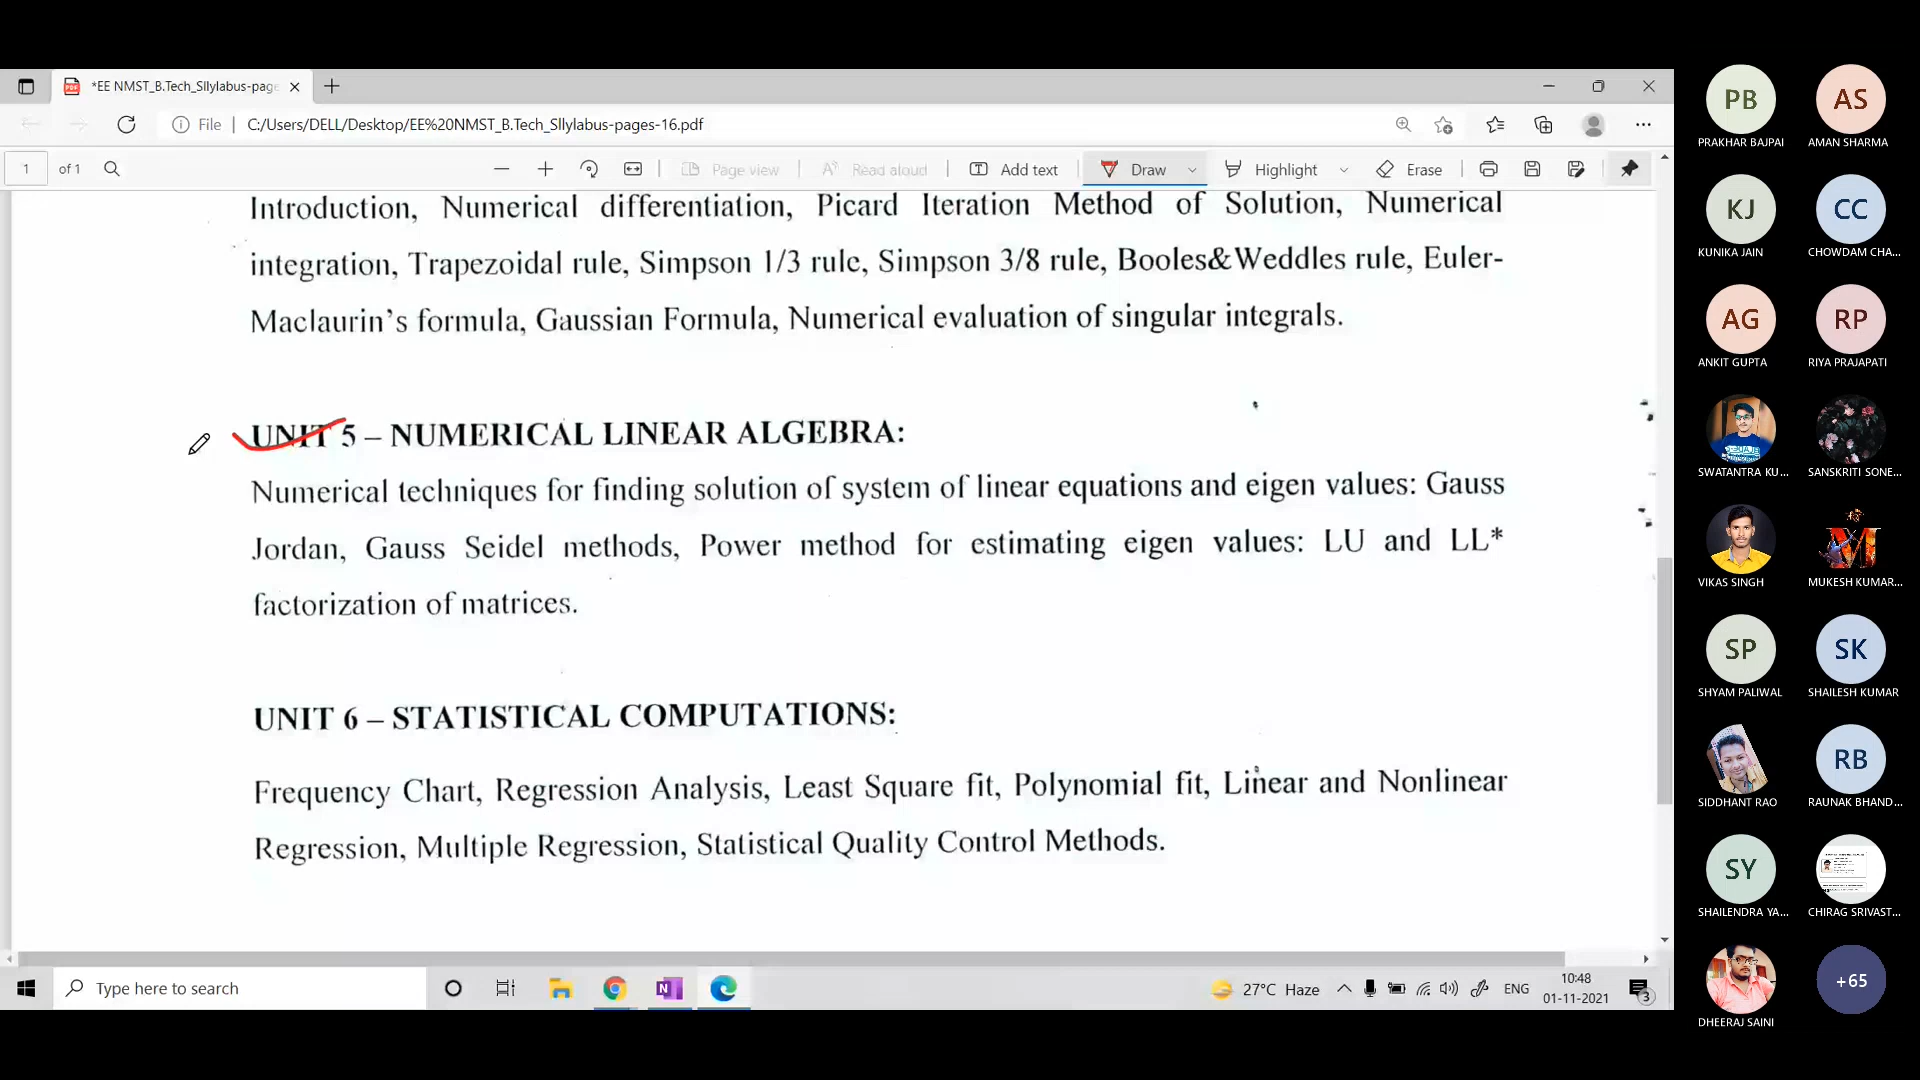 *EE NMST_B.Tech_Sllylabus-page
File
C:/Users/DELL/Desktop/EE%20NMST_B.Tech_Sllylabus-pages-16.pdf
1 of 1
Page view
Read aloud
Add text
Draw
Highlight
Erase
Introduction, Numerical differentiation, Picard Iteration Method of Solution, Numerical
integration, Trapezoidal rule, Simpson 1/3 rule, Simpson 3/8 rule, Booles&Weddles rule, Euler-
Maclaurin's formula, Gaussian Formula, Numerical evaluation of singular integrals.
UNIT 5 – NUMERICAL LINEAR ALGEBRA:
Numerical techniques for finding solution of system of linear equations and eigen values: Gauss
Jordan, Gauss Seidel methods, Power method for estimating eigen values: LU and LL*
factorization of matrices.
UNIT 6 – STATISTICAL COMPUTATIONS:
Frequency Chart, Regression Analysis, Least Square fit, Polynomial fit, Linear and Nonlinear
Regression, Multiple Regression, Statistical Quality Control Methods.
Type here to search
27°C Haze
ENG
10:48
01-11-2021
3
PB
PRAKHAR BAJPAI
AS
AMAN SHARMA
KJ
KUNIKA JAIN
CC
CHOWDAM CHA...
AG
ANKIT GUPTA
RP
RIYA PRAJAPATI
SWATANTRA KU...
SANSKRITI SONE...
VIKAS SINGH
MUKESH KUMAR...
SP
SHYAM PALIWAL
SK
SHAILESH KUMAR
SIDDHANT RAO
RB
RAUNAK BHAND...
SY
SHAILENDRA YA...
CHIRAG SRIVAST...
DHEERAJ SAINI
+65